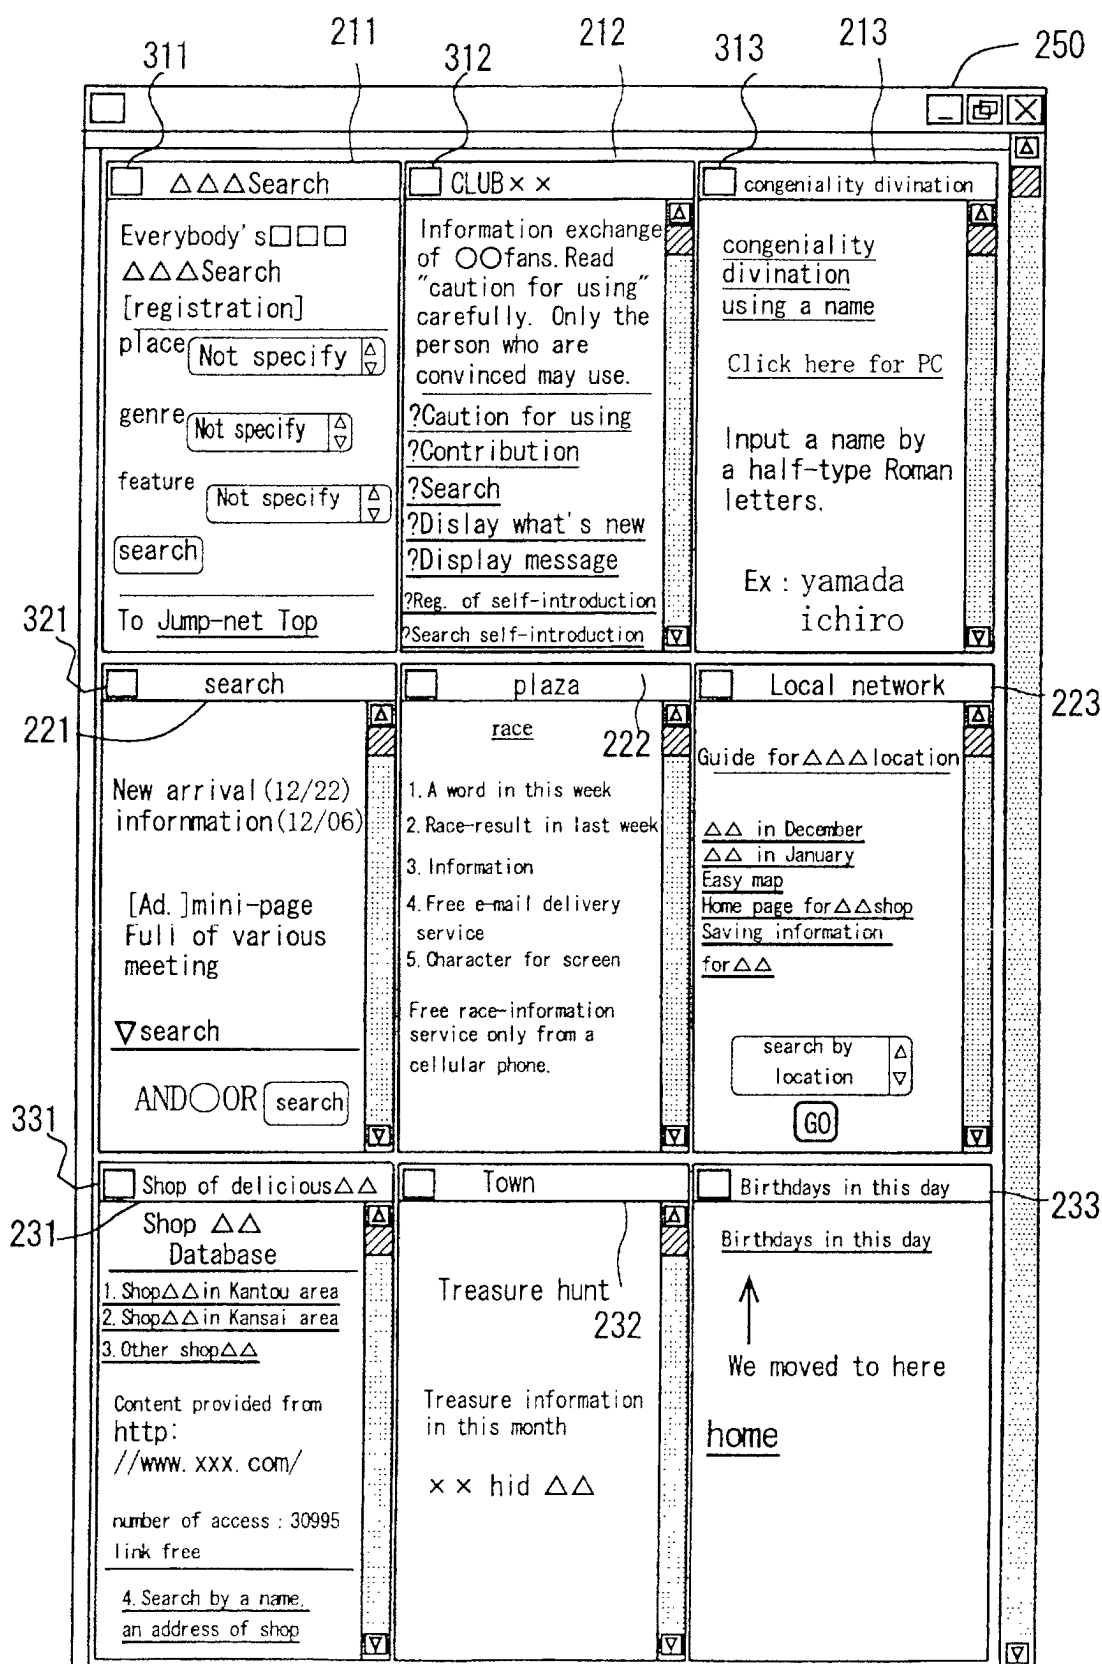 211
212
213
311
312
313
250
△△△Search
Everybody's□□□
△△△Search
[registration]
place Not specify
genre Not specify
feature Not specify
search
To Jump-net Top
CLUB××
Information exchange
of ○○fans. Read
"caution for using"
carefully. Only the
person who are
convinced may use.
?Caution for using
?Contribution
?Search
?Dislay what's new
?Display message
?Reg. of self-introduction
?Search self-introduction
congeniality divination
congeniality
divination
using a name
Click here for PC
Input a name by
a half-type Roman
letters.
Ex : yamada
ichiro
321
221
search
New arrival(12/22)
infornmation(12/06)
[Ad.]mini-page
Full of various
meeting
▽search
AND○OR search
plaza
222
race
1. A word in this week
2. Race-result in last week
3. Information
4. Free e-mail delivery
service
5. Character for screen
Free race-information
service only from a
cellular phone.
Local network
223
Guide for△△△location
△△ in December
△△ in January
Easy map
Home page for△△shop
Saving information
for△△
search by
location
GO
331
231
Shop of delicious△△
Shop △△
Database
1. Shop△△in Kantou area
2. Shop△△in Kansai area
3. Other shop△△
Content provided from
http:
//www. xxx. com/
number of access : 30995
link free
4. Search by a name,
an address of shop
Town
Treasure hunt
232
Treasure information
in this month
×× hid △△
Birthdays in this day
233
Birthdays in this day
We moved to here
home